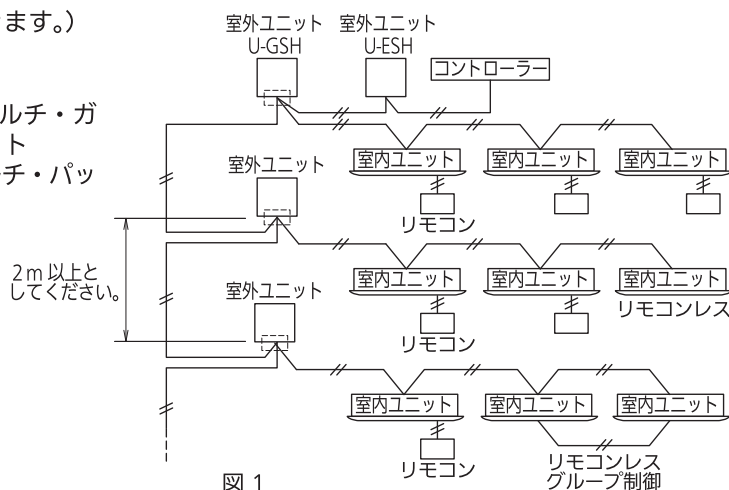 きます。)
ルチ・ガ
ト
チ・パッ
室外ユニット
U-GSH
室外ユニット
U-ESH
コントローラー
室内ユニット
室内ユニット
室内ユニット
リモコン
室外ユニット
2m以上と
してください。
室内ユニット
室内ユニット
室内ユニット
リモコン
リモコンレス
室外ユニット
室内ユニット
室内ユニット
室内ユニット
リモコン
リモコンレス
グループ制御
図 1